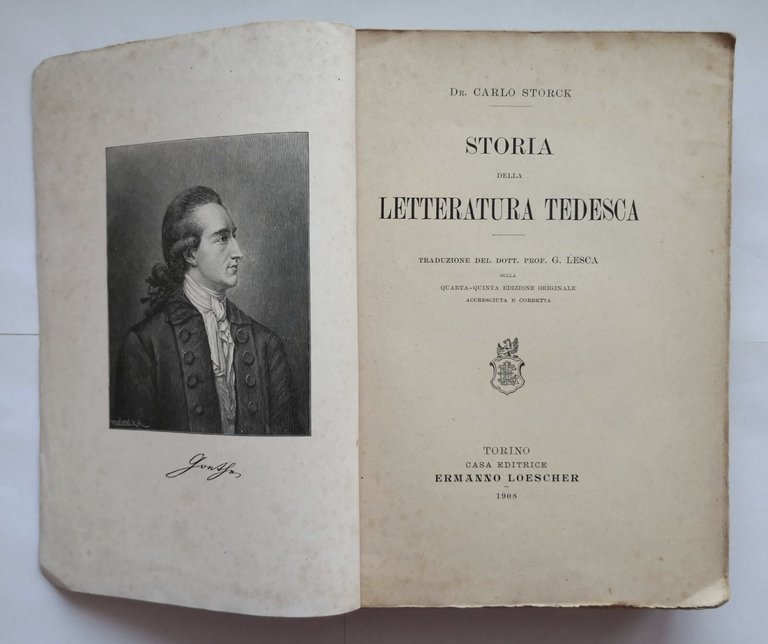 Goethe
Dr. CARLO STORCK
STORIA
DELLA
LETTERATURA TEDESCA
TRADUZIONE DEL DOTT. PROF. G. LESCA
SULLA
QUARTA-QUINTA EDIZIONE ORIGINALE
ACCRESCIUTA E CORRETTA
TORINO
CASA EDITRICE
ERMANNO LOESCHER
1908